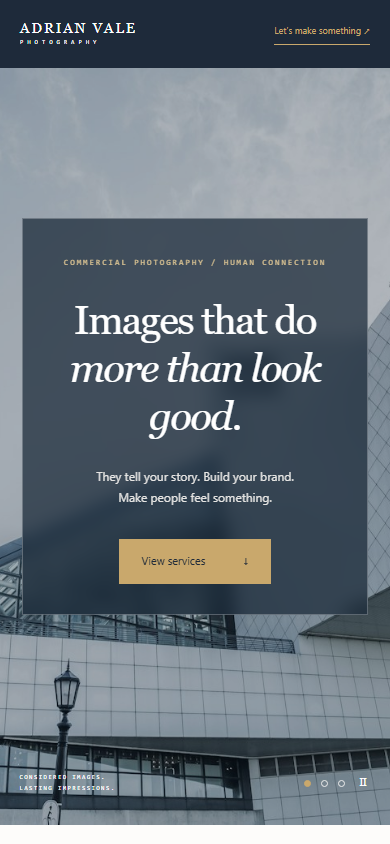 ADRIAN VALE
PHOTOGRAPHY
Let's make something ↗
COMMERCIAL PHOTOGRAPHY / HUMAN CONNECTION
Images that do
more than look
good.
They tell your story. Build your brand.
Make people feel something.
View services ↓
CONSIDERED IMAGES.
LASTING IMPRESSIONS.